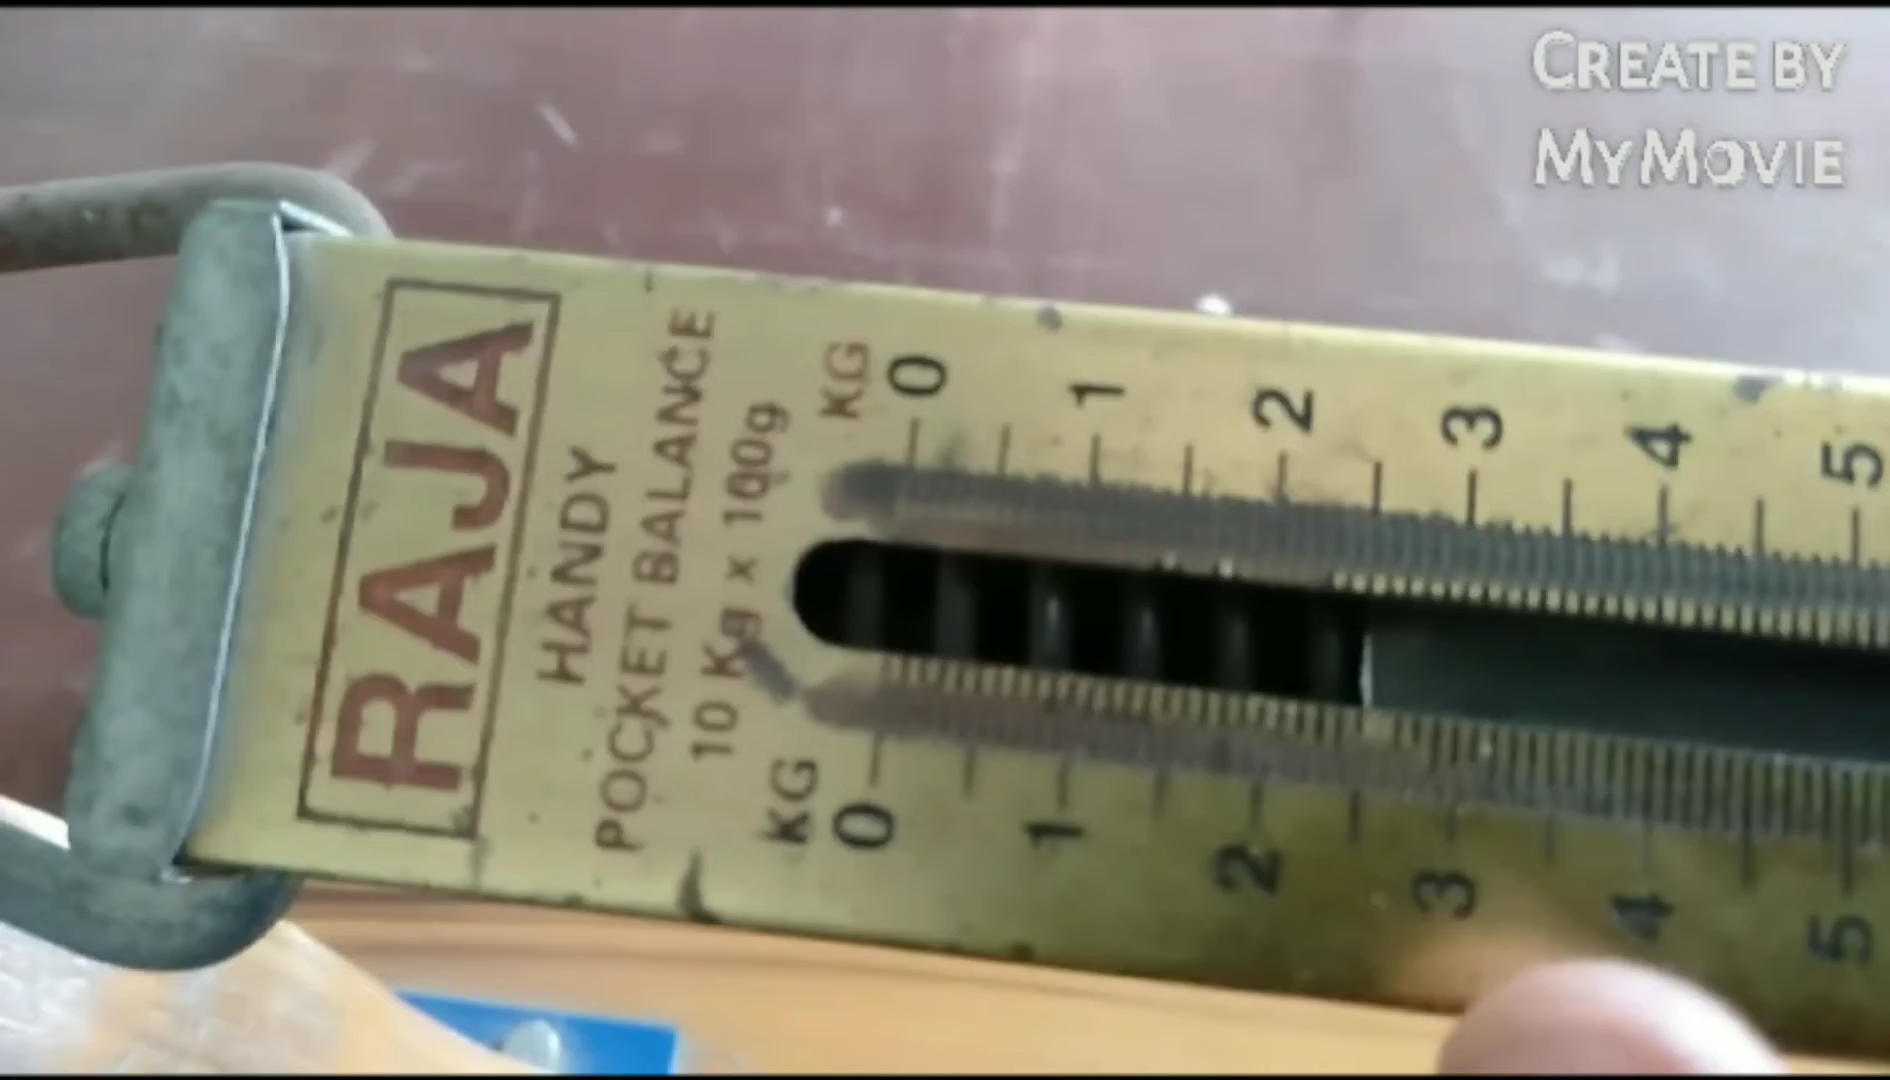 CREATE BY
MYMOVIE
RAJA
HANDY
POCKET BALANCE
10 Kg x 100g
KG
0 1 2 3 4 5
KG
0 1 2 3 4 5